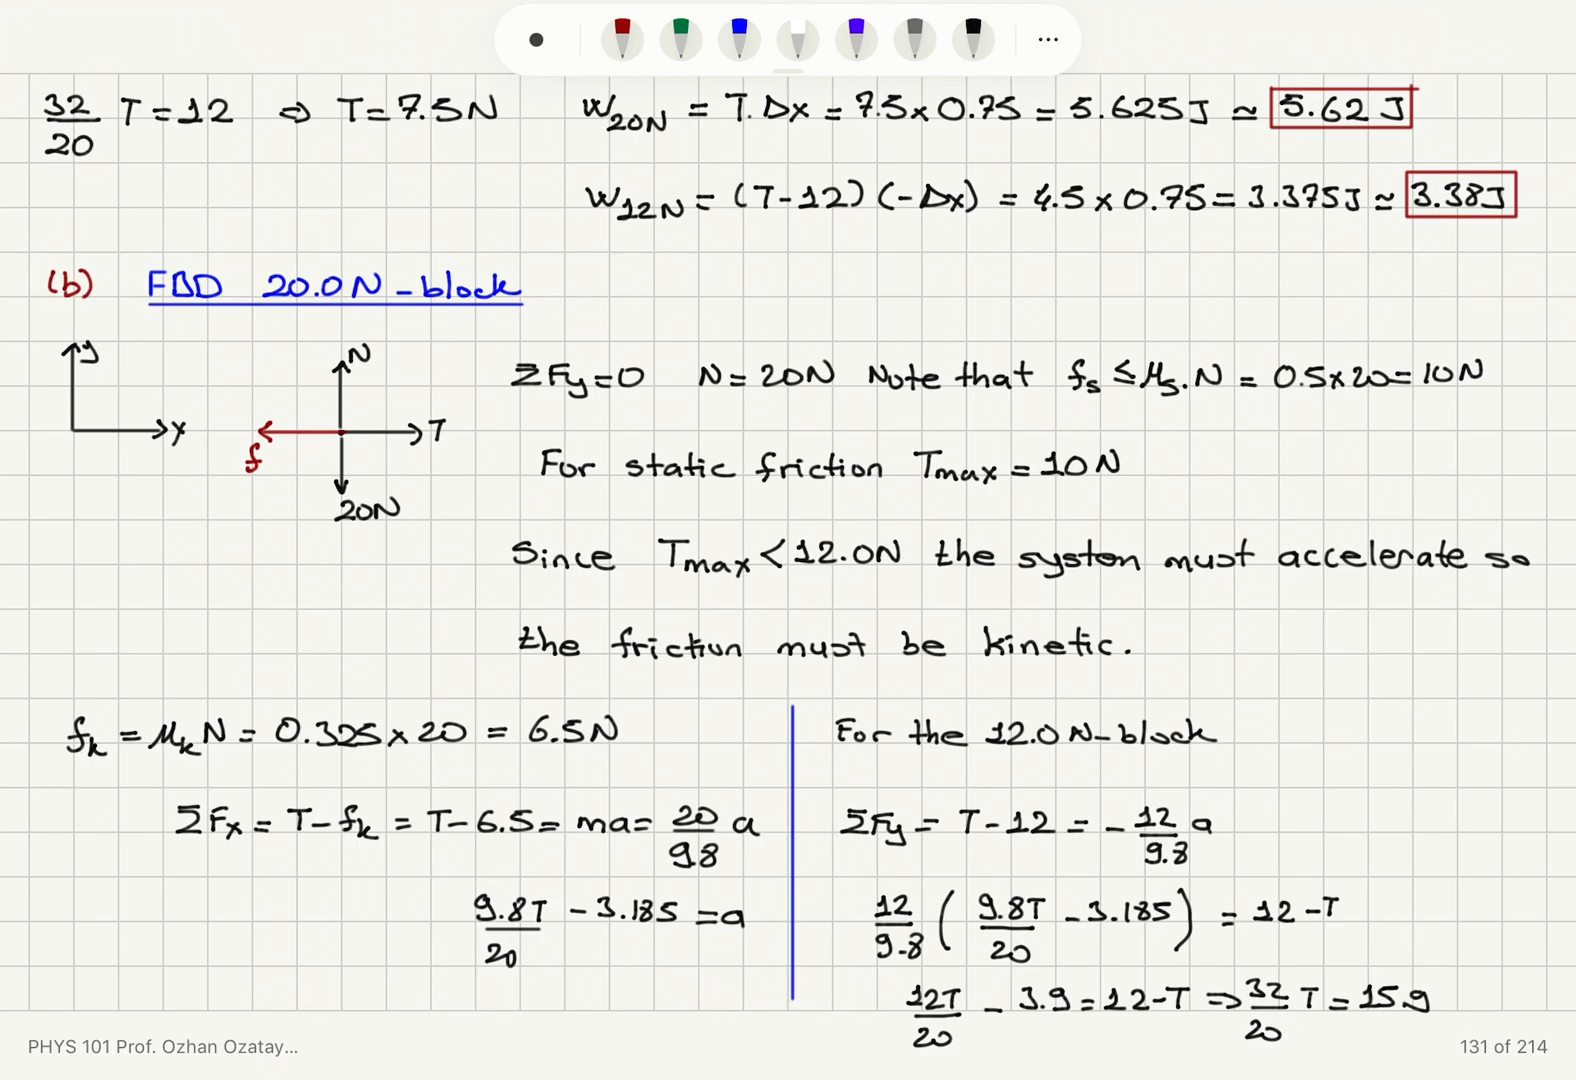 32/20 T = 12 ⇒ T = 7.5N W20N = T.Δx = 7.5 x 0.75 = 5.625J ≃ 5.62 J
W12N = (T-12) (-Δx) = 4.5 x 0.75 = 3.375J ≃ 3.38J
(b) FBD 20.0N-block
y
x
N
T
f
20N
ΣFy=0 N=20N Note that fs ≤ μs.N = 0.5x20=10N
For static friction Tmax = 10N
Since Tmax < 12.0N the system must accelerate so
the friction must be kinetic.
fk = μkN = 0.325 x 20 = 6.5N
ΣFx = T - fk = T - 6.5 = ma = 20/9.8 a
9.8T/20 - 3.185 = a
For the 12.0N-block
ΣFy = T - 12 = - 12/9.8 a
12/9.8 ( 9.8T/20 - 3.185 ) = 12 - T
12T/20 - 3.9 = 12 - T ⇒ 32/20 T = 15.9
PHYS 101 Prof. Ozhan Ozatay...
131 of 214